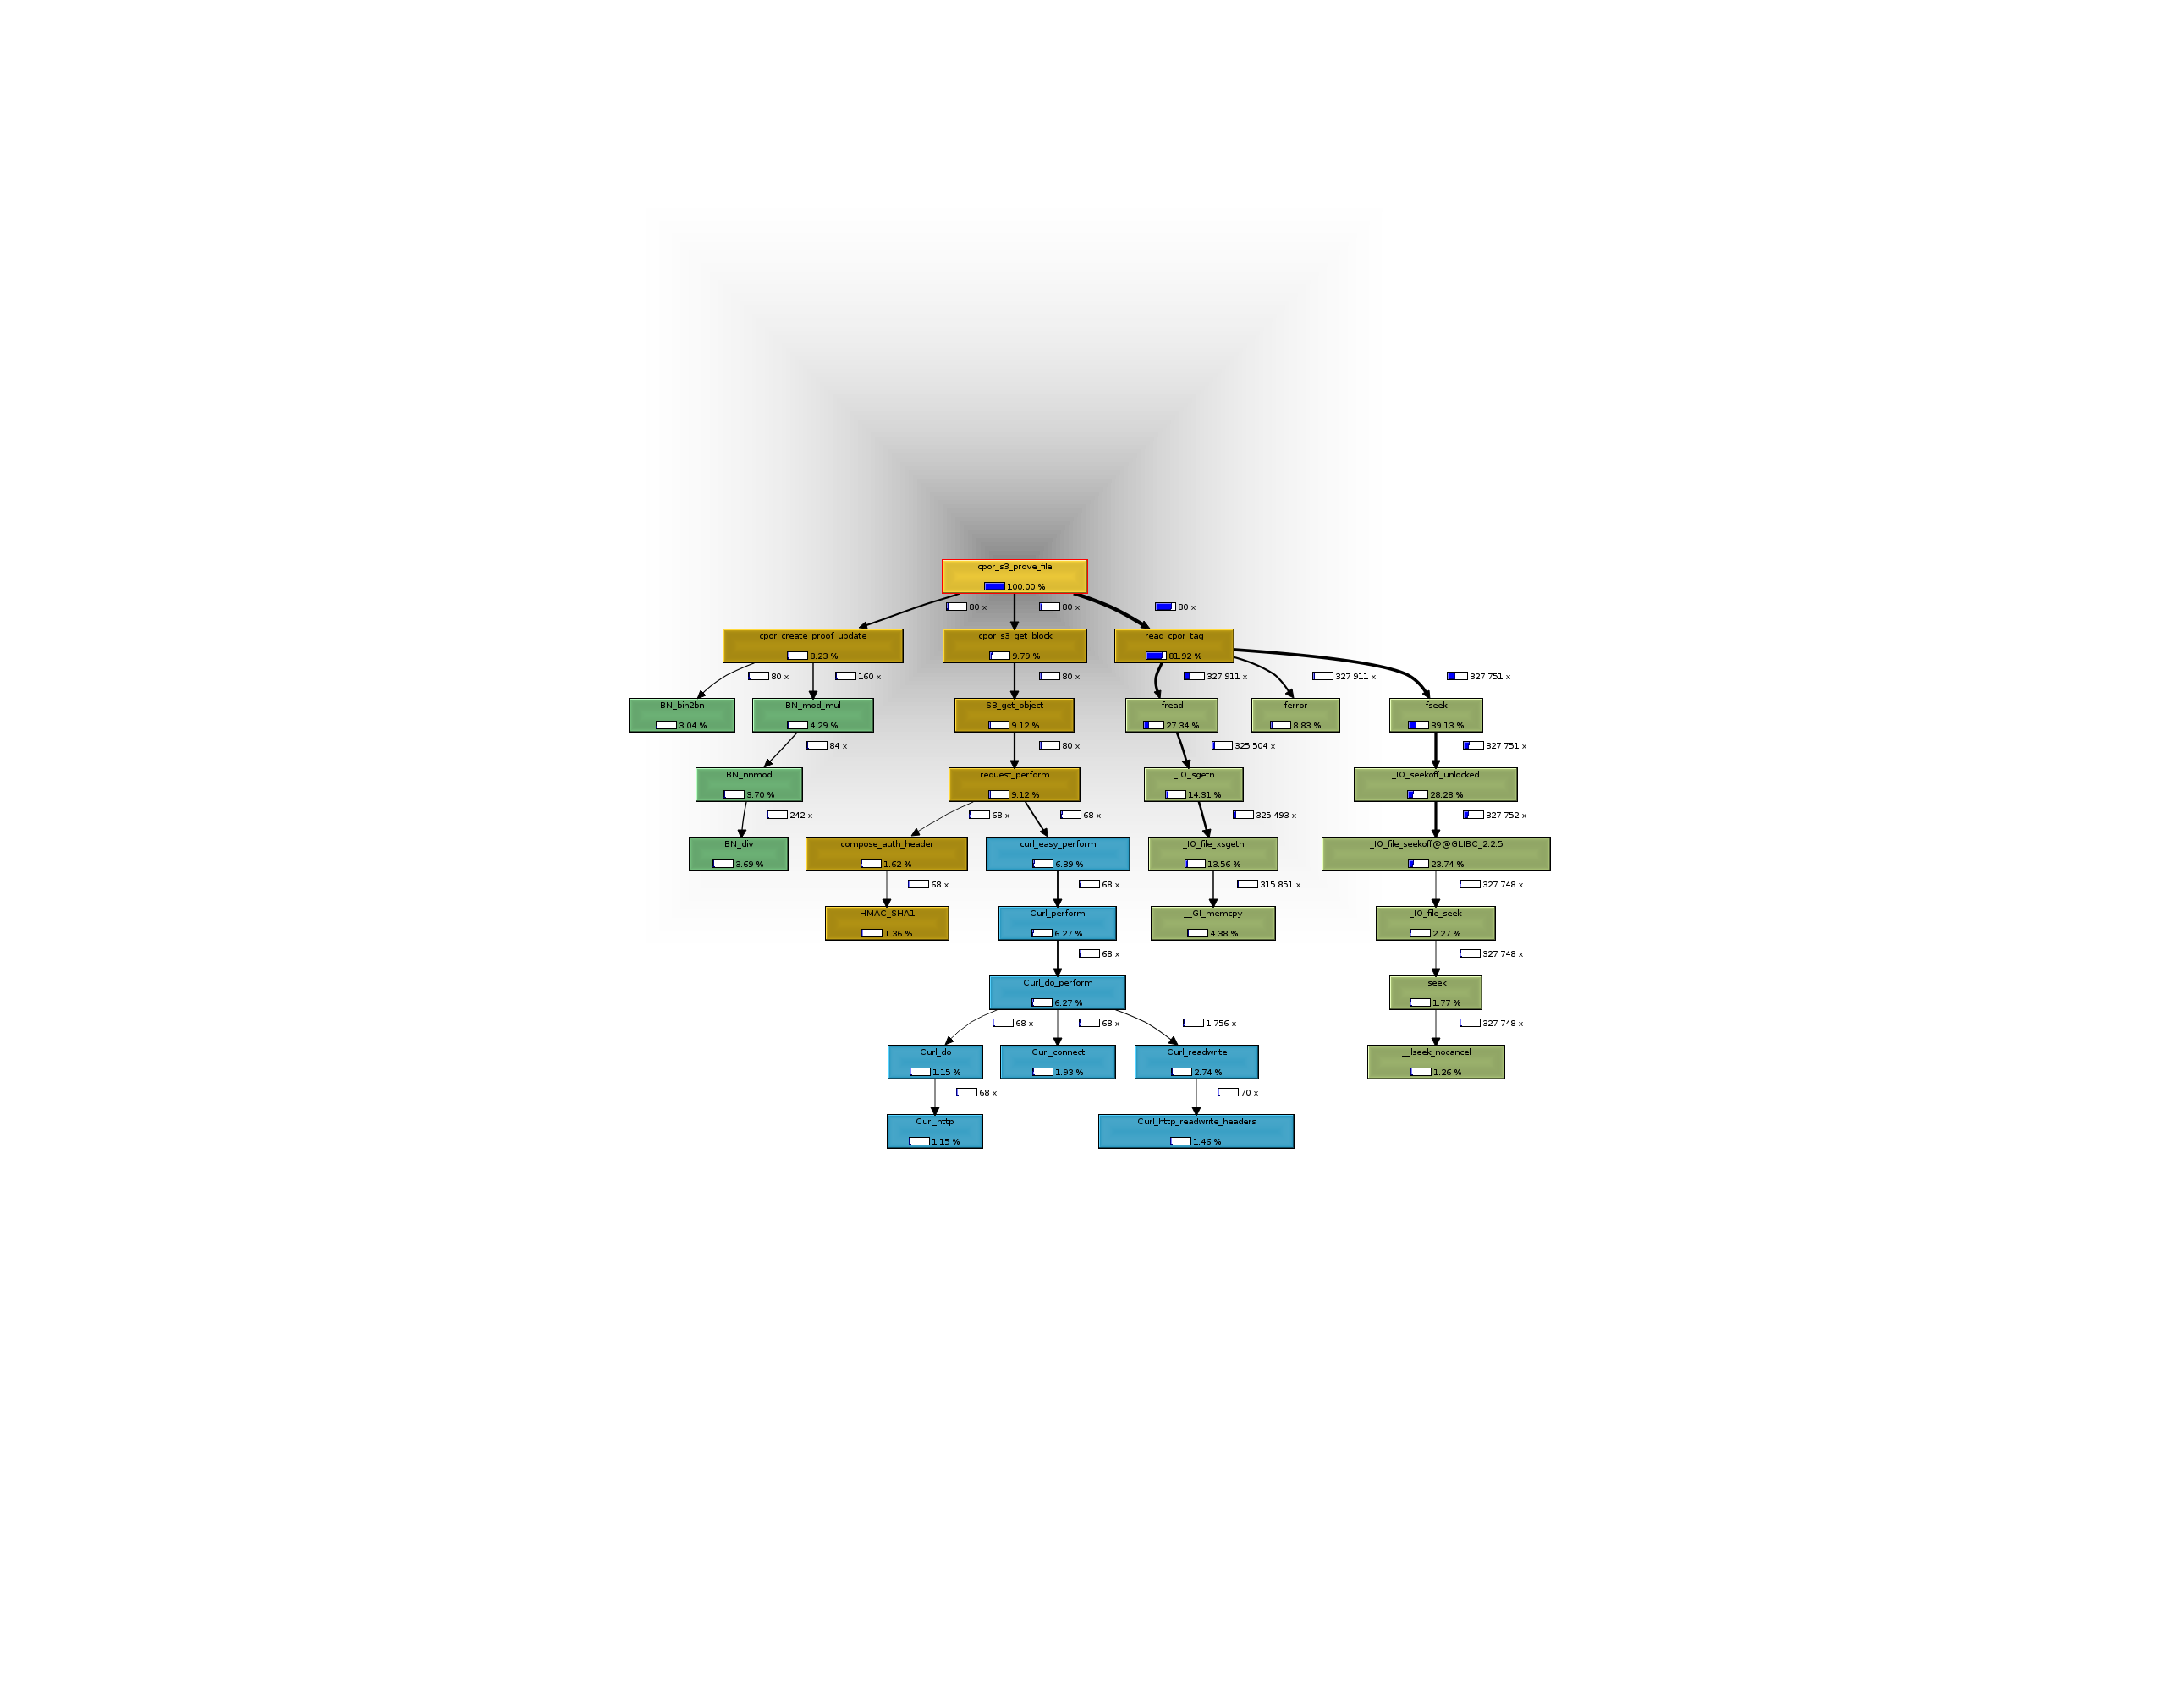 cpor_s3_prove_file
100.00 %
80 x
80 x
80 x
cpor_create_proof_update
8.23 %
cpor_s3_get_block
9.79 %
read_cpor_tag
81.92 %
80 x
160 x
80 x
327 911 x
327 911 x
327 751 x
BN_bin2bn
3.04 %
BN_mod_mul
4.29 %
S3_get_object
9.12 %
fread
27.34 %
ferror
8.83 %
fseek
39.13 %
84 x
80 x
325 504 x
327 751 x
BN_nnmod
3.70 %
request_perform
9.12 %
_IO_sgetn
14.31 %
_IO_seekoff_unlocked
28.28 %
242 x
68 x
68 x
325 493 x
327 752 x
BN_div
3.69 %
compose_auth_header
1.62 %
curl_easy_perform
6.39 %
_IO_file_xsgetn
13.56 %
_IO_file_seekoff@@GLIBC_2.2.5
23.74 %
68 x
68 x
315 851 x
327 748 x
HMAC_SHA1
1.36 %
Curl_perform
6.27 %
__GI_memcpy
4.38 %
_IO_file_seek
2.27 %
68 x
327 748 x
Curl_do_perform
6.27 %
lseek
1.77 %
68 x
68 x
1 756 x
327 748 x
Curl_do
1.15 %
Curl_connect
1.93 %
Curl_readwrite
2.74 %
__lseek_nocancel
1.26 %
68 x
70 x
Curl_http
1.15 %
Curl_http_readwrite_headers
1.46 %